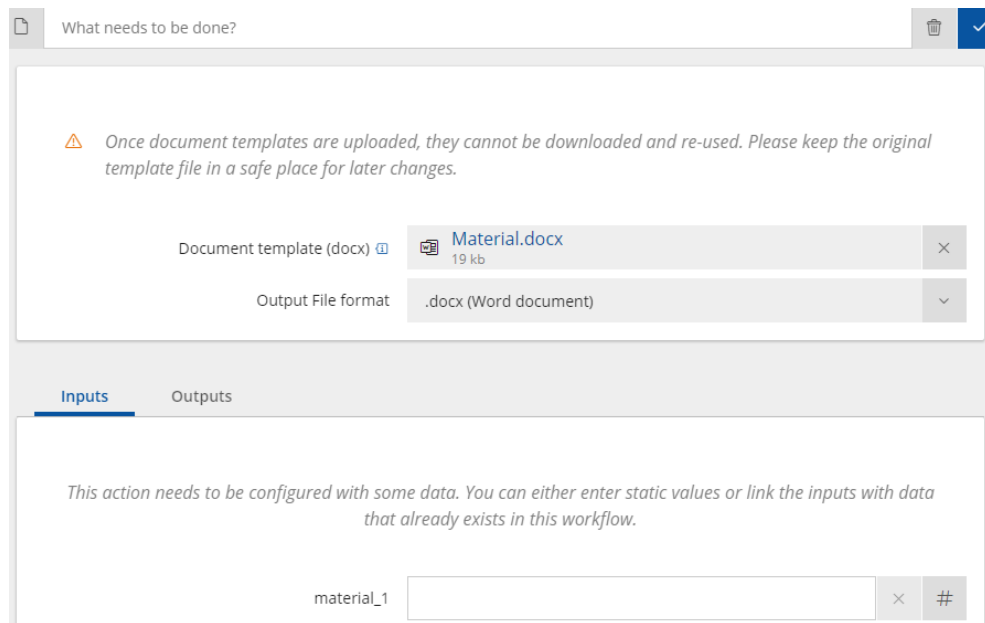 What needs to be done?
Once document templates are uploaded, they cannot be downloaded and re-used. Please keep the original
template file in a safe place for later changes.
Document template (docx)
Material.docx
19 kb
Output File format
.docx (Word document)
Inputs
Outputs
This action needs to be configured with some data. You can either enter static values or link the inputs with data
that already exists in this workflow.
material_1
#